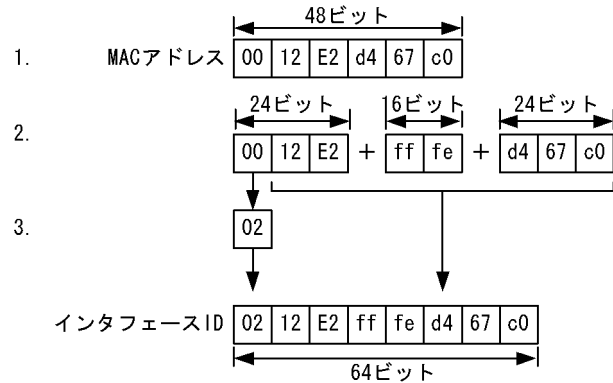 48ビット
1. MACアドレス 00 12 E2 d4 67 c0
24ビット 16ビット 24ビット
2. 00 12 E2 + ff fe + d4 67 c0
3. 02
インタフェースID 02 12 E2 ff fe d4 67 c0
64ビット